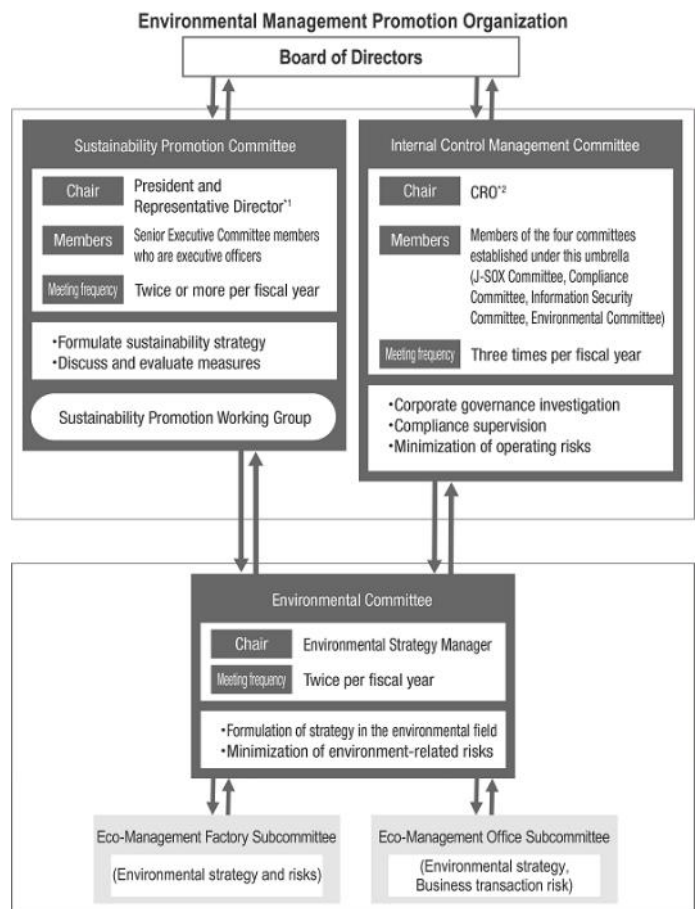 Environmental Management Promotion Organization
Board of Directors
Sustainability Promotion Committee
Chair
President and
Representative Director*1
Members
Senior Executive Committee members
who are executive officers
Meeting frequency
Twice or more per fiscal year
•Formulate sustainability strategy
•Discuss and evaluate measures
Sustainability Promotion Working Group
Internal Control Management Committee
Chair
CRO*2
Members
Members of the four committees
established under this umbrella
(J-SOX Committee, Compliance
Committee, Information Security
Committee, Environmental Committee)
Meeting frequency
Three times per fiscal year
•Corporate governance investigation
•Compliance supervision
•Minimization of operating risks
Environmental Committee
Chair
Environmental Strategy Manager
Meeting frequency
Twice per fiscal year
•Formulation of strategy in the environmental field
•Minimization of environment-related risks
Eco-Management Factory Subcommittee
(Environmental strategy and risks)
Eco-Management Office Subcommittee
(Environmental strategy,
Business transaction risk)